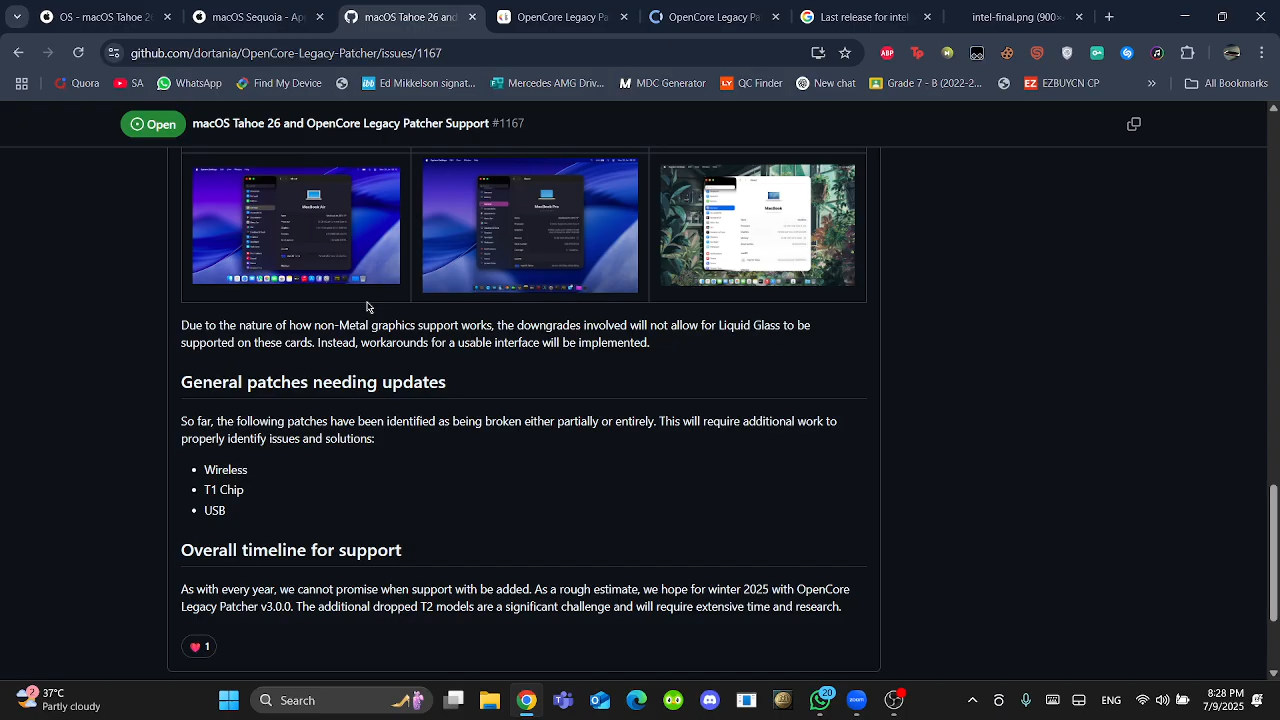 OS - macOS Tahoe
macOS Sequoia - Ap
macOS Tahoe 26 and
OpenCore Legacy Pa
OpenCore Legacy Pa
Last release for intel
intel-final.png (900×
github.com/dortania/OpenCore-Legacy-Patcher/issues/1167
Quora
SA
WhatsApp
Find My Device
Ed Mikelsongnat...
Mercedes-AMG Driv...
MDC Generator
QC Finder
New chat
Grade 7 - B (2022-2...
EZBUYN CP
All Bookmarks
Open
macOS Tahoe 26 and OpenCore Legacy Patcher Support #1167
Due to the nature of how non-Metal graphics support works, the downgrades involved will not allow for Liquid Glass to be
supported on these cards. Instead, workarounds for a usable interface will be implemented.
General patches needing updates
So far, the following patches have been identified as being broken either partially or entirely. This will require additional work to
properly identify issues and solutions:
• Wireless
• T1 Chip
• USB
Overall timeline for support
As with every year, we cannot promise when support with be added. As a rough estimate, we hope for winter 2025 with OpenCore
Legacy Patcher v3.0.0. The additional dropped T2 models are a significant challenge and will require extensive time and research.
1
2
37°C
Partly cloudy
Search
20
zoom
ENG
8:28 PM
7/9/2025